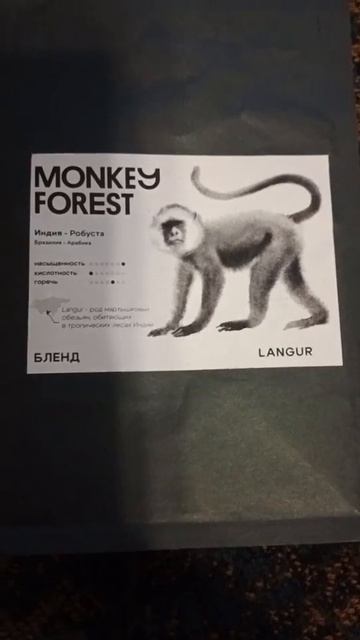 MONKEY
FOREST
Индия - Робуста
Бразилия - Арабика
насыщенность
кислотность
горечь
Langur - род мартышковых
обезьян, обитающих
в тропических лесах Индии
БЛЕНД
LANGUR